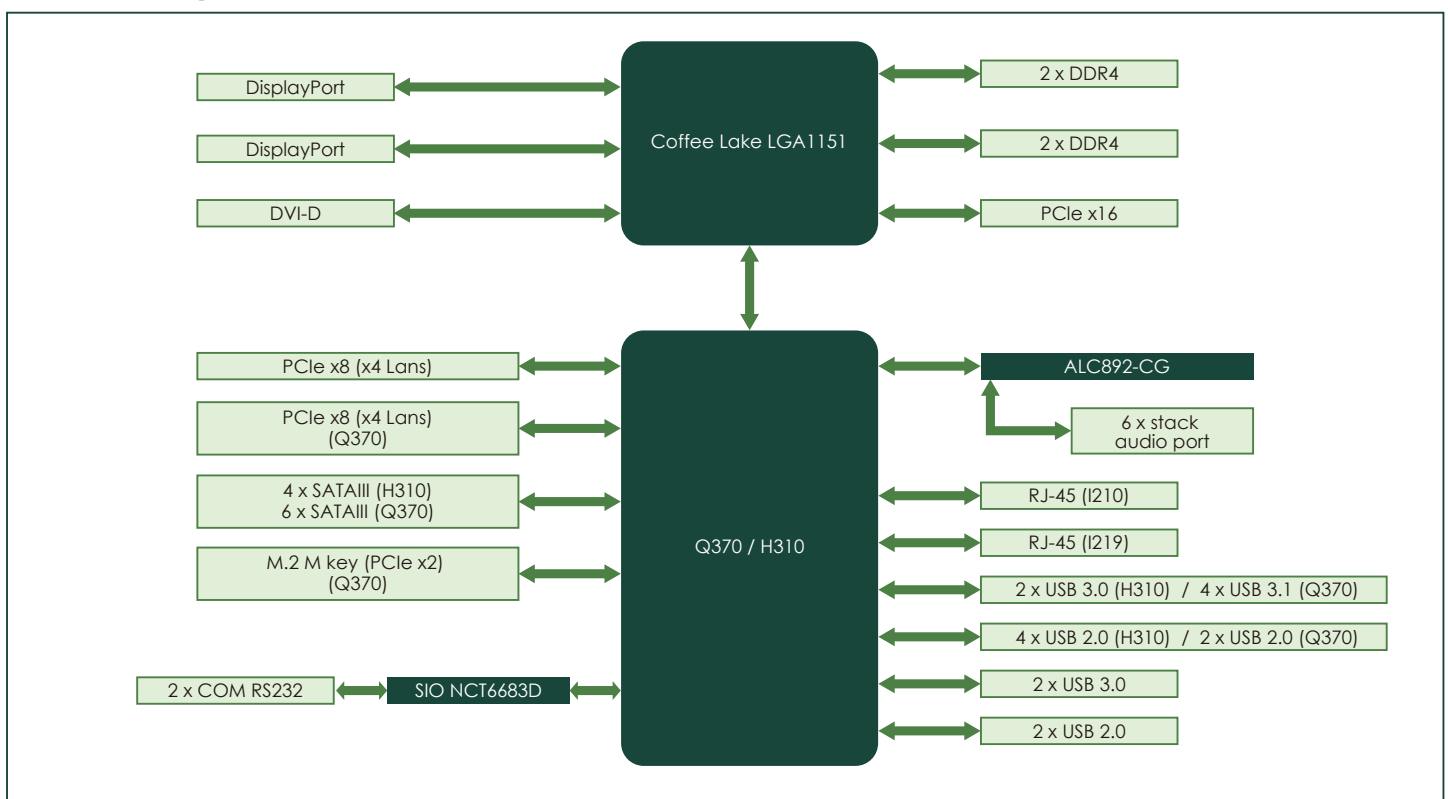 DisplayPort
DisplayPort
DVI-D
Coffee Lake LGA1151
2 x DDR4
2 x DDR4
PCIe x16
PCIe x8 (x4 Lans)
PCIe x8 (x4 Lans)
(Q370)
4 x SATAIII (H310)
6 x SATAIII (Q370)
M.2 M key (PCIe x2)
(Q370)
2 x COM RS232
SIO NCT6683D
Q370 / H310
ALC892-CG
6 x stack
audio port
RJ-45 (I210)
RJ-45 (I219)
2 x USB 3.0 (H310) / 4 x USB 3.1 (Q370)
4 x USB 2.0 (H310) / 2 x USB 2.0 (Q370)
2 x USB 3.0
2 x USB 2.0